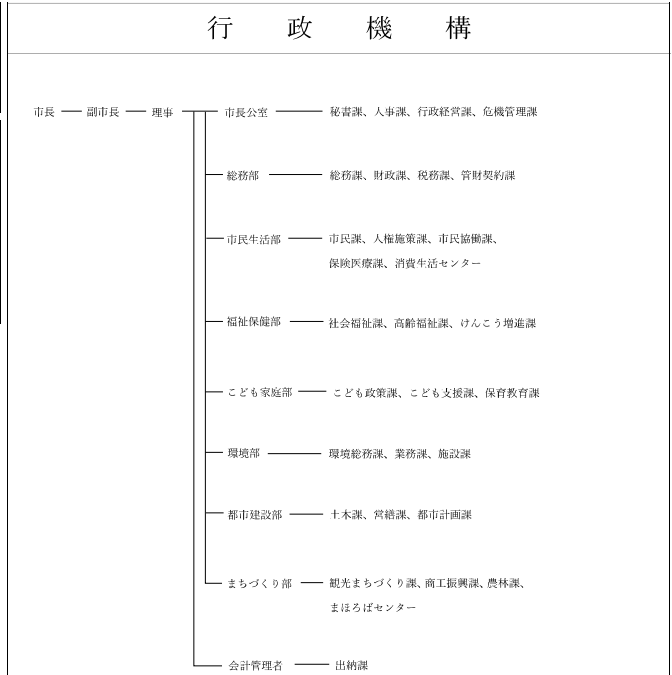 行政機構
市長 副市長 理事 市長公室 秘書課、人事課、行政経営課、危機管理課
総務部 総務課、財政課、税務課、管財契約課
市民生活部 市民課、人権施策課、市民協働課、
保険医療課、消費生活センター
福祉保健部 社会福祉課、高齢福祉課、けんこう増進課
こども家庭部 こども政策課、こども支援課、保育教育課
環境部 環境総務課、業務課、施設課
都市建設部 土木課、営繕課、都市計画課
まちづくり部 観光まちづくり課、商工振興課、農林課、
まほろばセンター
会計管理者 出納課